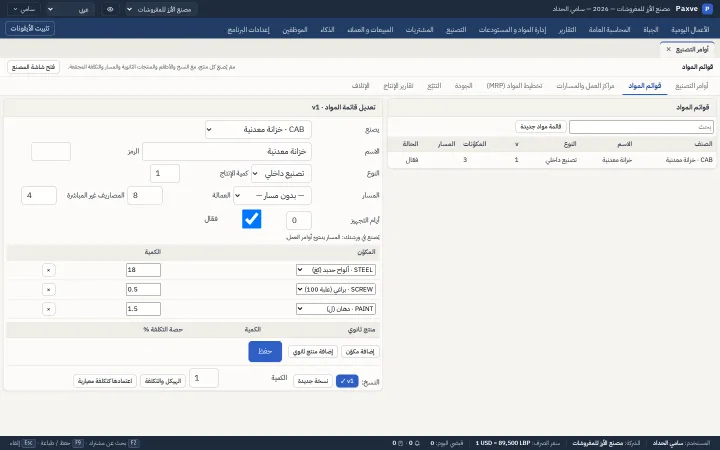 Paxve مصنع الأرز للمفروشات — 2026 — سامي الحداد
مصنع الأرز للمفروشات
عربي
سامي
الأعمال اليومية الجباة المحاسبة العامة التقارير إدارة المواد و المستودعات التصنيع المشتريات المبيعات و العملاء الذكاء الموظفين إعدادات البرنامج
تثبيت الأيقونات
أوامر التصنيع ×
قوائم المواد
فتح شاشة المصنع
أوامر التصنيع قوائم المواد مراكز العمل والمسارات تخطيط المواد (MRP) الجودة التتبّع تقارير الإنتاج الإتلاف
قوائم المواد
بحث
قائمة مواد جديدة
الصنف الاسم النوع v المكوّنات المسار الحالة
CAB · خزانة معدنية خزانة معدنية تصنيع داخلي 1 3 فعّال
تعديل قائمة المواد · v1
يصنع CAB · خزانة معدنية
الاسم خزانة معدنية الرمز
النوع تصنيع داخلي كمية الإنتاج 1
المسار — بدون مسار — العمالة 8 المصاريف غير المباشرة 4
أيام التجهيز 0 فعّال
المكوّن الكمية
STEEL · ألواح حديد (كغ) 18 ×
SCREW · براغي (علبة 100) 0.5 ×
PAINT · دهان (ل) 1.5 ×
منتج ثانوي الكمية حصة التكلفة %
إضافة مكوّن إضافة منتج ثانوي حفظ
النسخ: v1 ✓ نسخة جديدة الكمية 1 الهيكل والتكلفة اعتمادها كتكلفة معيارية
المستخدم: سامي الحداد الشركة: مصنع الأرز للمفروشات سعر الصرف: 1 USD = 89,500 LBP قبضي اليوم: 0 0 0
F2 بحث عن مشترك F9 حفظ / طباعة Esc إلغاء